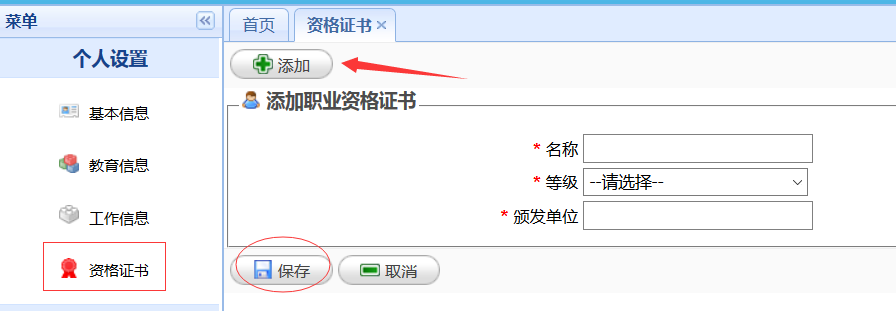 菜单
首页 资格证书
个人设置
基本信息
教育信息
工作信息
资格证书
添加
添加职业资格证书
* 名称
* 等级 --请选择--
* 颁发单位
保存 取消